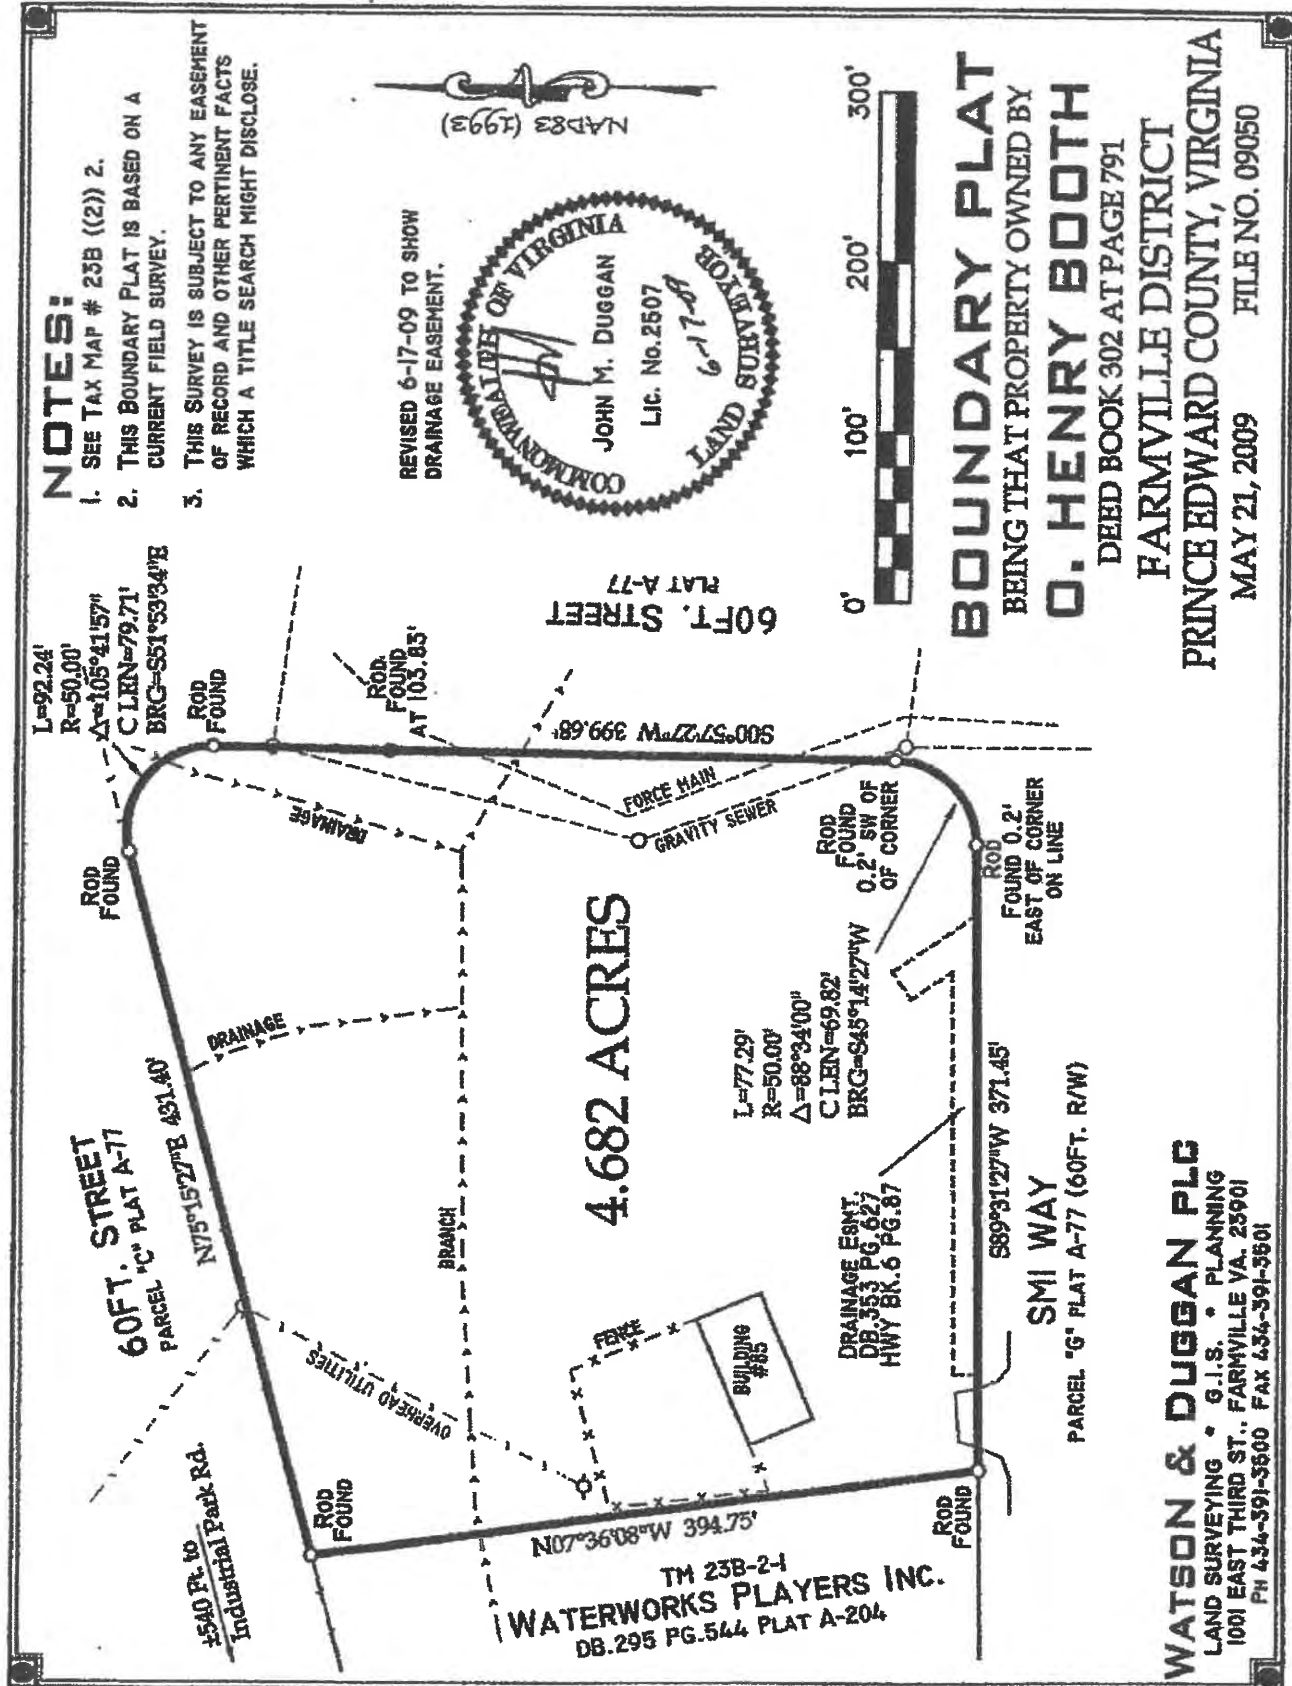 NOTES:
1. SEE TAX MAP # 23B ((2)) 2.
2. THIS BOUNDARY PLAT IS BASED ON A
CURRENT FIELD SURVEY.
3. THIS SURVEY IS SUBJECT TO ANY EASEMENT
OF RECORD AND OTHER PERTINENT FACTS
WHICH A TITLE SEARCH MIGHT DISCLOSE.
NAD83 (1993)
REVISED 6-17-09 TO SHOW
DRAINAGE EASEMENT.
COMMONWEALTH OF VIRGINIA
JOHN M. DUGGAN
Lic. No.2507
6-17-09
LAND SURVEYOR
L=92.24'
R=50.00'
Δ=105°41'57"
C LEN=79.71'
BRG=S51°53'34"E
ROD
FOUND
ROD
FOUND
ROD
FOUND
AT 103.83'
60FT. STREET
PLAT A-77
S00°57'27"W 399.68'
60FT. STREET
PARCEL "C" PLAT A-77
N75°15'27"E 431.40'
±540 Ft. to
Industrial Park Rd.
DRAINAGE
DRAINAGE
BRANCH
OVERHEAD UTILITIES
FORCE MAIN
GRAVITY SEWER
4.682 ACRES
FENCE
BUILDING
#85
ROD
FOUND
0.2' SW OF
OF CORNER
ROD
FOUND 0.2'
EAST OF CORNER
ON LINE
L=77.29'
R=50.00'
Δ=88°34'00"
C LEN=69.82'
BRG=S45°14'27"W
DRAINAGE ESMT.
DB.353 PG.627
HWY BK.6 PG.87
ROD
FOUND
N07°36'08"W 394.75'
TM 23B-2-1
WATERWORKS PLAYERS INC.
DB.295 PG.544 PLAT A-204
ROD
FOUND
S89°31'27"W 371.45'
SMI WAY
PARCEL "G" PLAT A-77 (60FT. R/W)
0' 100' 200' 300'
BOUNDARY PLAT
BEING THAT PROPERTY OWNED BY
O. HENRY BOOTH
DEED BOOK 302 AT PAGE 791
FARMVILLE DISTRICT
PRINCE EDWARD COUNTY, VIRGINIA
MAY 21, 2009 FILE NO. 09050
WATSON & DUGGAN PLC
LAND SURVEYING * G.I.S. * PLANNING
1001 EAST THIRD ST., FARMVILLE VA. 23901
PH 434-391-3500 FAX 434-391-3501